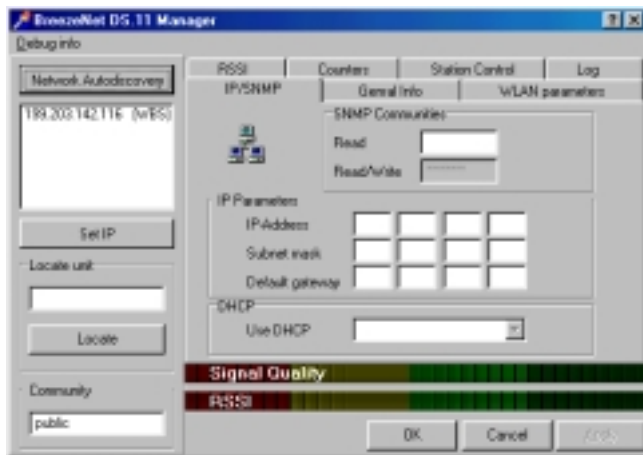 BreezeNet DS.11 Manager
Debug info
Network Autodiscovery
199.203.142.116 (WBS)
Set IP
Locate unit
Locate
Community
public
RSSI Counters Station Control Log
IP/SNMP Genral Info WLAN parameters
SNMP Communities
Read
Read/Write
IP Parameters
IP-Address
Subnet mask
Default gateway
DHCP
Use DHCP
Signal Quality
RSSI
OK Cancel Apply